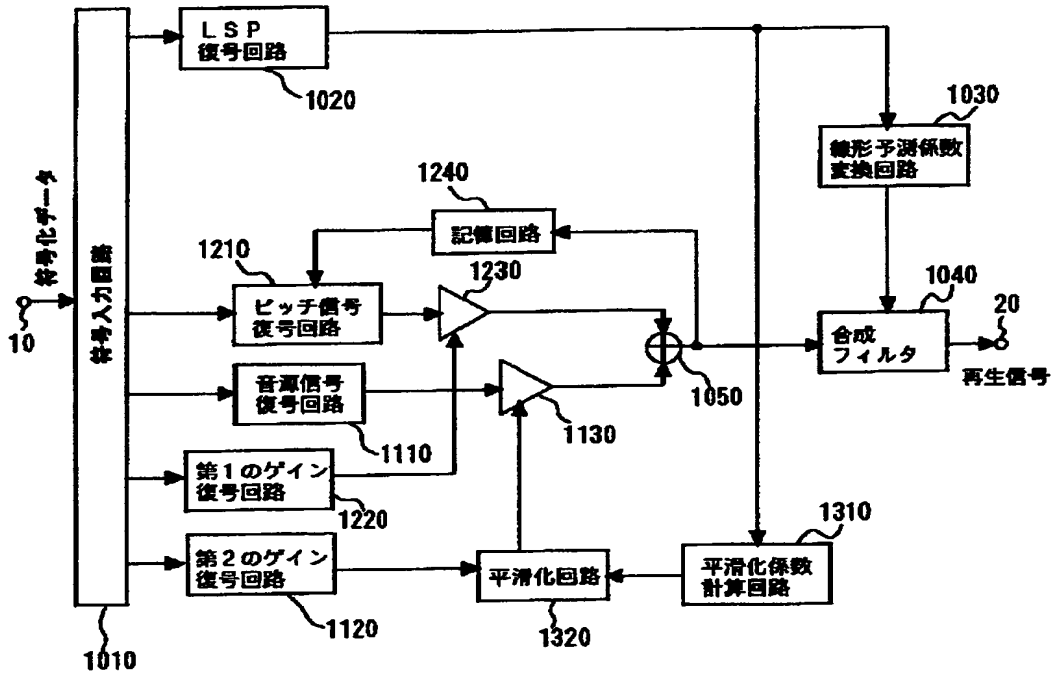 LSP
復号回路
1020
1030
線形予測係数
変換回路
1240
記憶回路
符号化データ
符号入力回路
1210
ピッチ信号
復号回路
1230
10
1040
合成
フィルタ
20
再生信号
1050
音源信号
復号回路
1110
1130
第1のゲイン
復号回路
1220
1310
平滑化係数
計算回路
第2のゲイン
復号回路
1120
平滑化回路
1320
1010